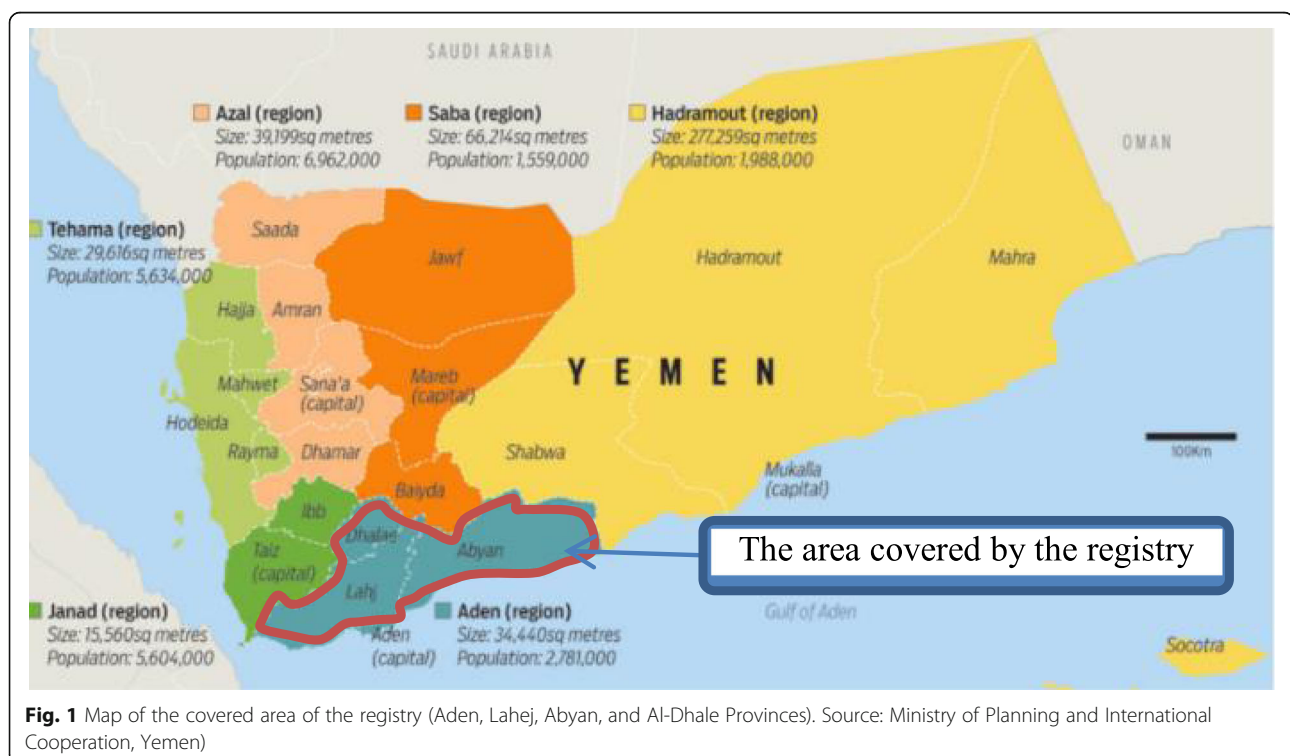 SAUDI ARABIA
OMAN
Azal (region)
Size: 39,199sq metres
Population: 6,962,000
Saba (region)
Size: 66,214sq metres
Population: 1,559,000
Hadramout (region)
Size: 277,259sq metres
Population: 1,988,000
Tehama (region)
Size: 29,616sq metres
Population: 5,634,000
Saada
Jawf
Hadramout
Mahra
Hajja
Amran
YEMEN
Mahwet
Sana'a
(capital)
Mareb
(capital)
Hodeida
Rayma
Dhamar
Shabwa
100Km
Mukalla
(capital)
Baiyda
Ibb
Dhalae
Taiz
(capital)
Abyan
The area covered by the registry
Lahj
Janad (region)
Size: 15,560sq metres
Population: 5,604,000
Aden
(capital)
Aden (region)
Size: 34,440sq metres
Population: 2,781,000
Gulf of Aden
Socotra
Fig. 1 Map of the covered area of the registry (Aden, Lahej, Abyan, and Al-Dhale Provinces). Source: Ministry of Planning and International
Cooperation, Yemen)